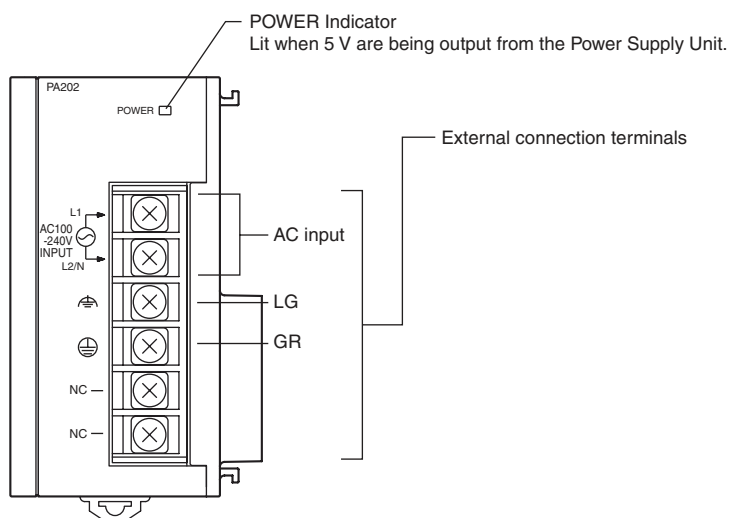 POWER Indicator
Lit when 5 V are being output from the Power Supply Unit.
PA202
POWER
External connection terminals
L1
AC100
-240V
INPUT
L2/N
AC input
LG
GR
NC
NC